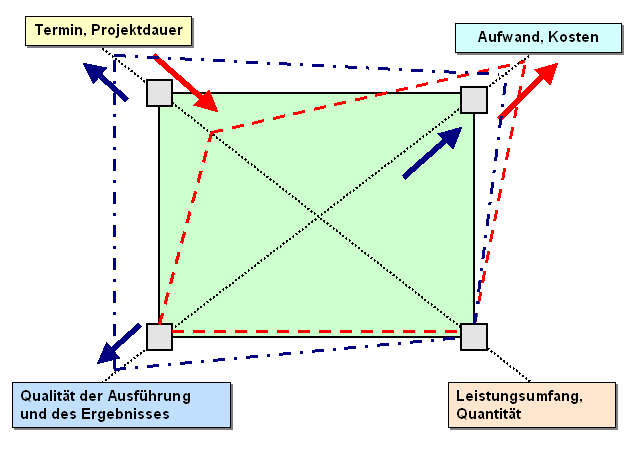 Termin, Projektdauer
Aufwand, Kosten
Qualität der Ausführung
und des Ergebnisses
Leistungsumfang,
Quantität